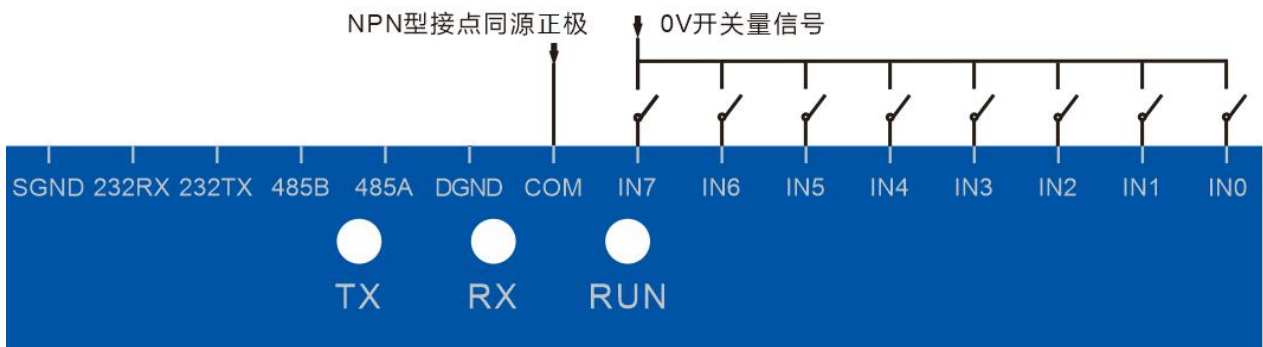 NPN型接点同源正极 0V开关量信号
SGND 232RX 232TX 485B 485A DGND COM IN7 IN6 IN5 IN4 IN3 IN2 IN1 IN0
TX RX RUN